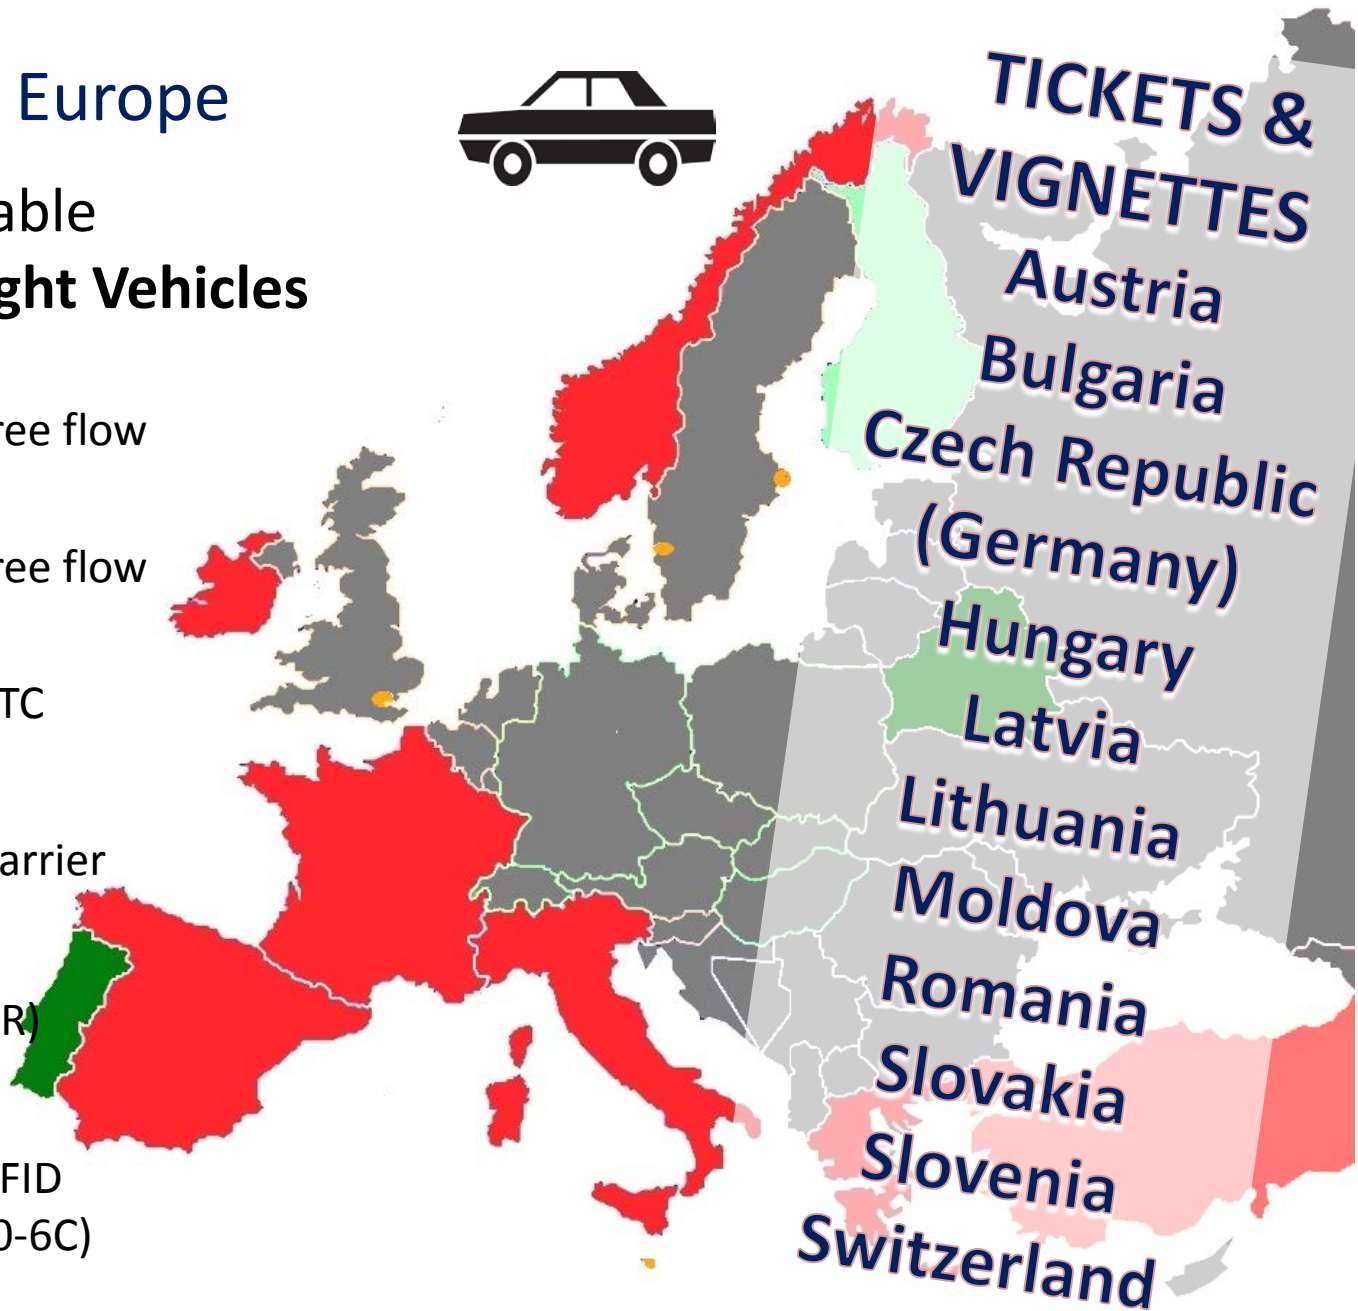 Europe
able
ght Vehicles
ree flow
ree flow
TC
arrier
R)
FID
0-6C)
TICKETS &
VIGNETTES
Austria
Bulgaria
Czech Republic
(Germany)
Hungary
Latvia
Lithuania
Moldova
Romania
Slovakia
Slovenia
Switzerland